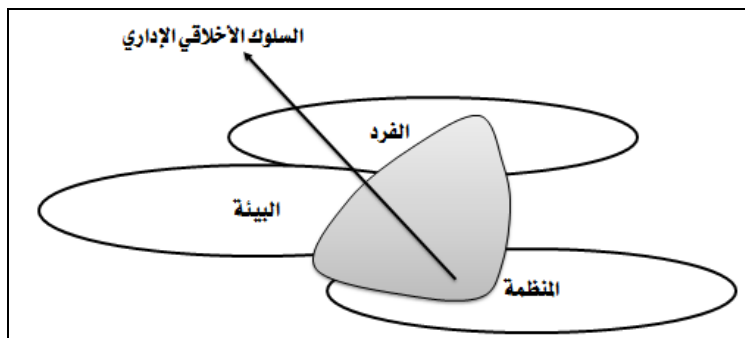 السلوك الأخلاقي الإداري
الفرد
البيئة
المنظمة